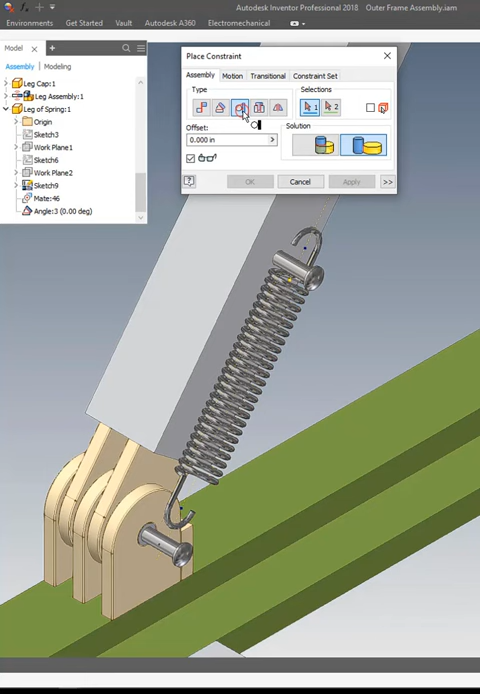 Autodesk Inventor Professional 2018 Outer Frame Assembly.iam
Environments Get Started Vault Autodesk A360 Electromechanical
Model
Assembly Modeling
Leg Cap:1
Leg Assembly:1
Leg of Spring:1
Origin
Sketch3
Work Plane1
Sketch6
Work Plane2
Sketch9
Mate:46
Angle:3 (0.00 deg)
Place Constraint
Assembly Motion Transitional Constraint Set
Type Selections
1 2
Offset: Solution
0.000 in
OK Cancel Apply >>